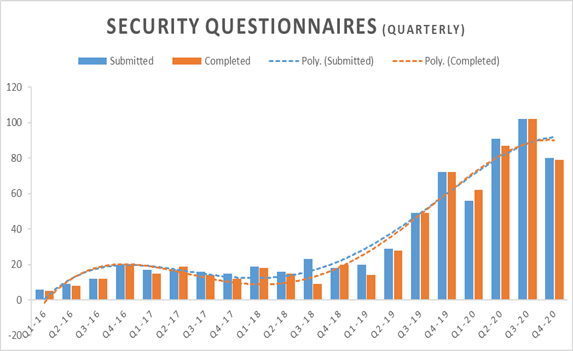 SECURITY QUESTIONNAIRES (QUARTERLY)
Submitted Completed Poly. (Submitted) Poly. (Completed)
120
100
80
60
40
20
0
-20
Q1-16 Q2-16 Q3-16 Q4-16 Q1-17 Q2-17 Q3-17 Q4-17 Q1-18 Q2-18 Q3-18 Q4-18 Q1-19 Q2-19 Q3-19 Q4-19 Q1-20 Q2-20 Q3-20 Q4-20